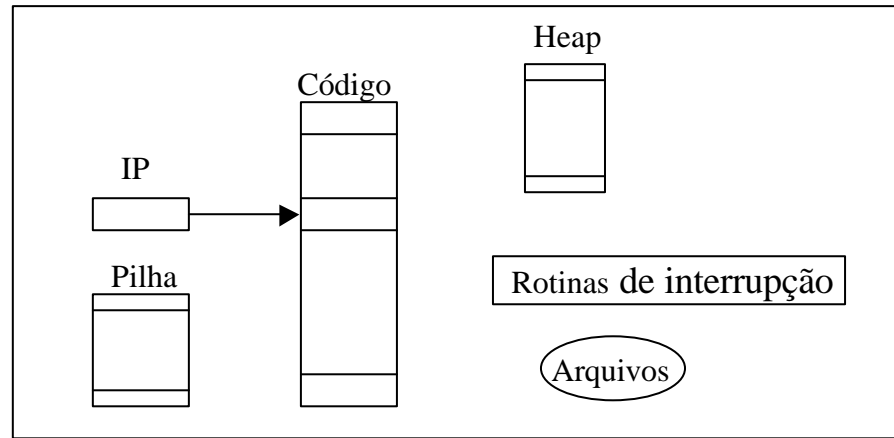 Heap
Código
IP
Pilha
Rotinas de interrupção
Arquivos